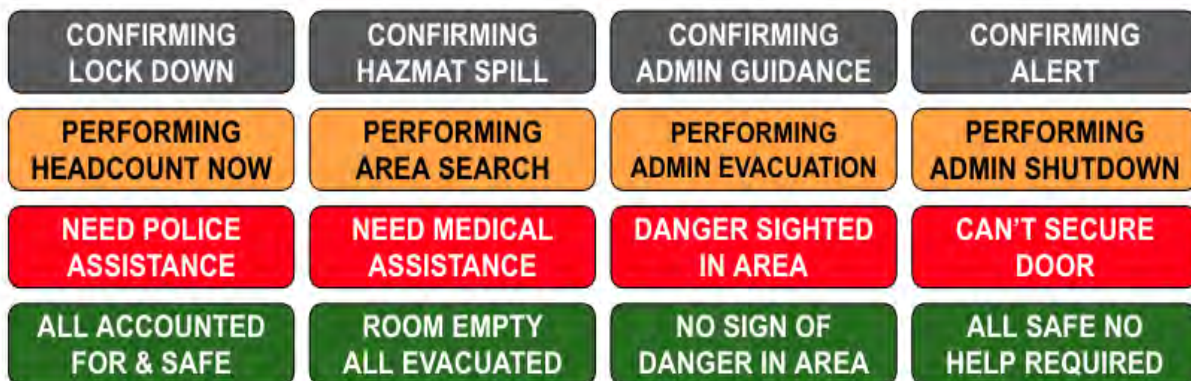 CONFIRMING
LOCK DOWN
CONFIRMING
HAZMAT SPILL
CONFIRMING
ADMIN GUIDANCE
CONFIRMING
ALERT
PERFORMING
HEADCOUNT NOW
PERFORMING
AREA SEARCH
PERFORMING
ADMIN EVACUATION
PERFORMING
ADMIN SHUTDOWN
NEED POLICE
ASSISTANCE
NEED MEDICAL
ASSISTANCE
DANGER SIGHTED
IN AREA
CAN'T SECURE
DOOR
ALL ACCOUNTED
FOR & SAFE
ROOM EMPTY
ALL EVACUATED
NO SIGN OF
DANGER IN AREA
ALL SAFE NO
HELP REQUIRED